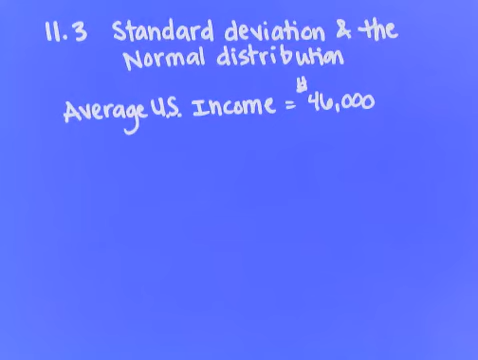 11.3 Standard deviation & the
Normal distribution
Average U.S. Income = $46,000